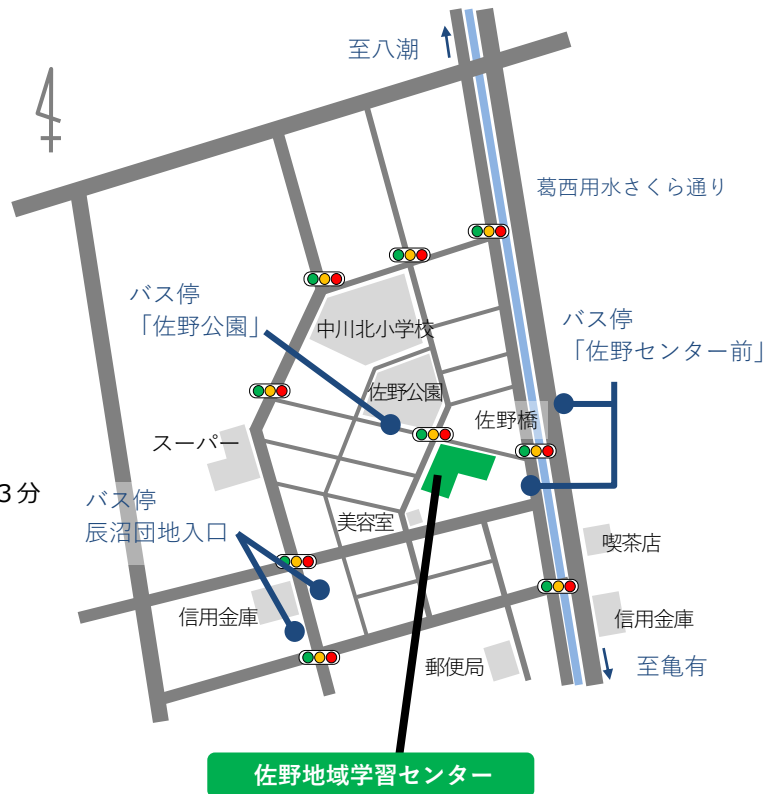 至八潮
葛西用水さくら通り
バス停
「佐野公園」
中川北小学校
バス停
「佐野センター前」
佐野公園
佐野橋
スーパー
3分
バス停
辰沼団地入口
美容室
喫茶店
信用金庫
信用金庫
郵便局
至亀有
佐野地域学習センター